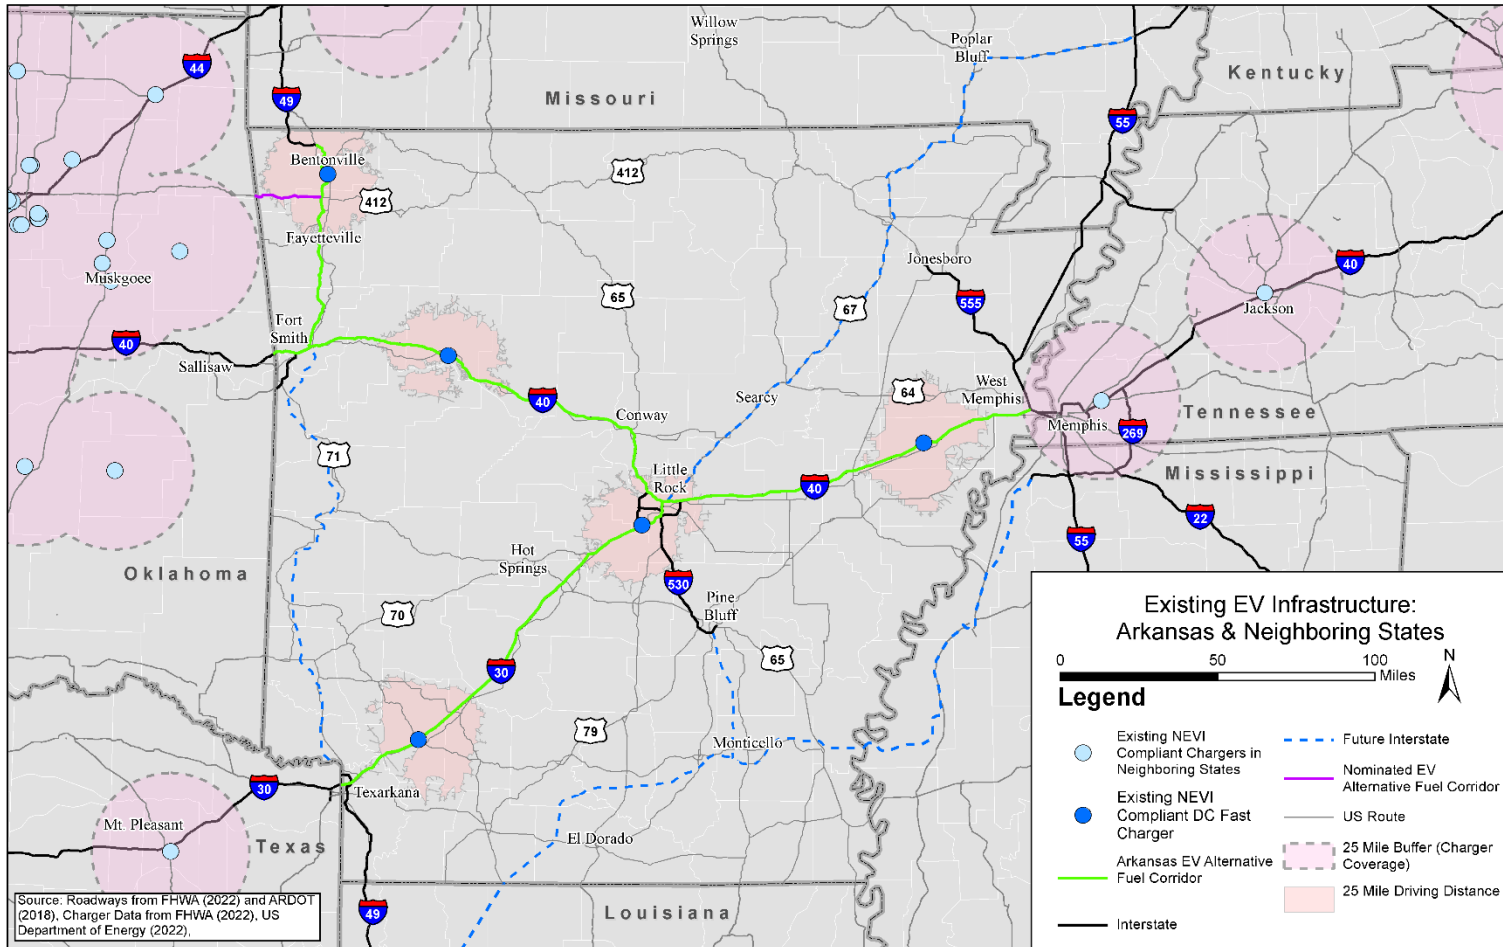 Willow
Springs
Poplar
Bluff
Kentucky
44
49
Missouri
55
Bentonville
412
412
Fayetteville
Muskgoee
Jonesboro
40
65
555
67
Jackson
Fort
Smith
40
Sallisaw
West
Memphis
64
Searcy
40
Conway
Tennessee
Memphis
269
71
Little
Rock
Mississippi
40
22
55
Hot
Springs
Oklahoma
530
Pine
Bluff
70
65
30
79
Monticello
30
Texarkana
Mt. Pleasant
Texas
El Dorado
49
Louisiana
Source: Roadways from FHWA (2022) and ARDOT
(2018), Charger Data from FHWA (2022), US
Department of Energy (2022),
Existing EV Infrastructure:
Arkansas & Neighboring States
0 50 100
Miles
N
Legend
Existing NEVI
Compliant Chargers in
Neighboring States
Existing NEVI
Compliant DC Fast
Charger
Arkansas EV Alternative
Fuel Corridor
Interstate
Future Interstate
Nominated EV
Alternative Fuel Corridor
US Route
25 Mile Buffer (Charger
Coverage)
25 Mile Driving Distance